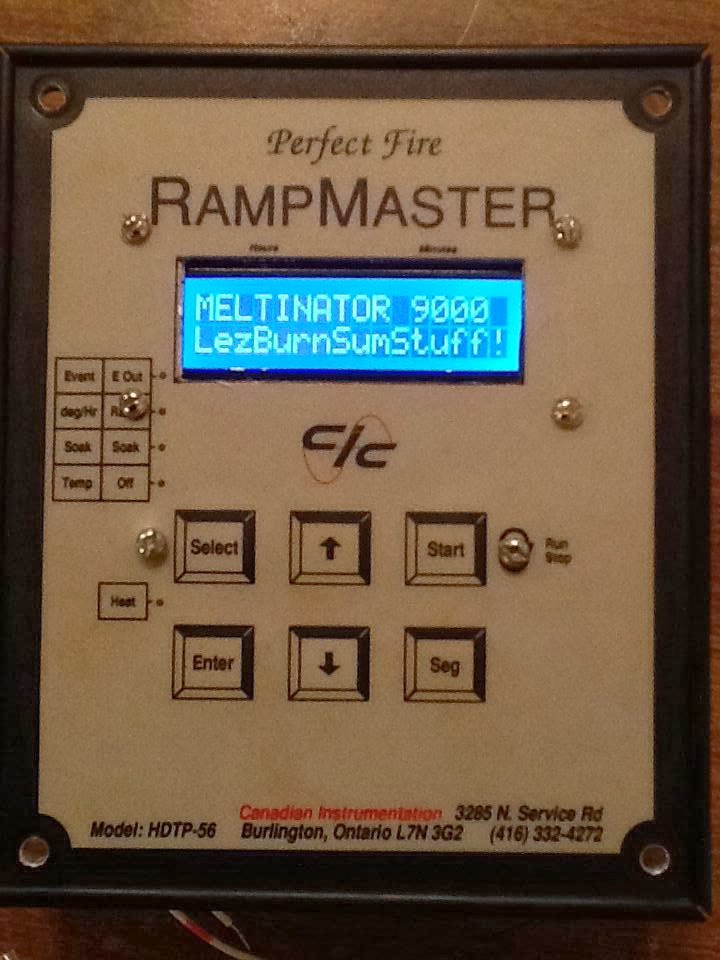 Perfect Fire
RAMPMASTER
Hours Minutes
MELTINATOR 9000
LezBurnSumStuff!
Event E Out
deg/Hr
Soak Soak
Temp Off
c/c
Select Start
Run
Stop
Heat
Enter Seg
Canadian Instrumentation 3285 N. Service Rd
Model: HDTP-56 Burlington, Ontario L7N 3G2 (416) 332-4272